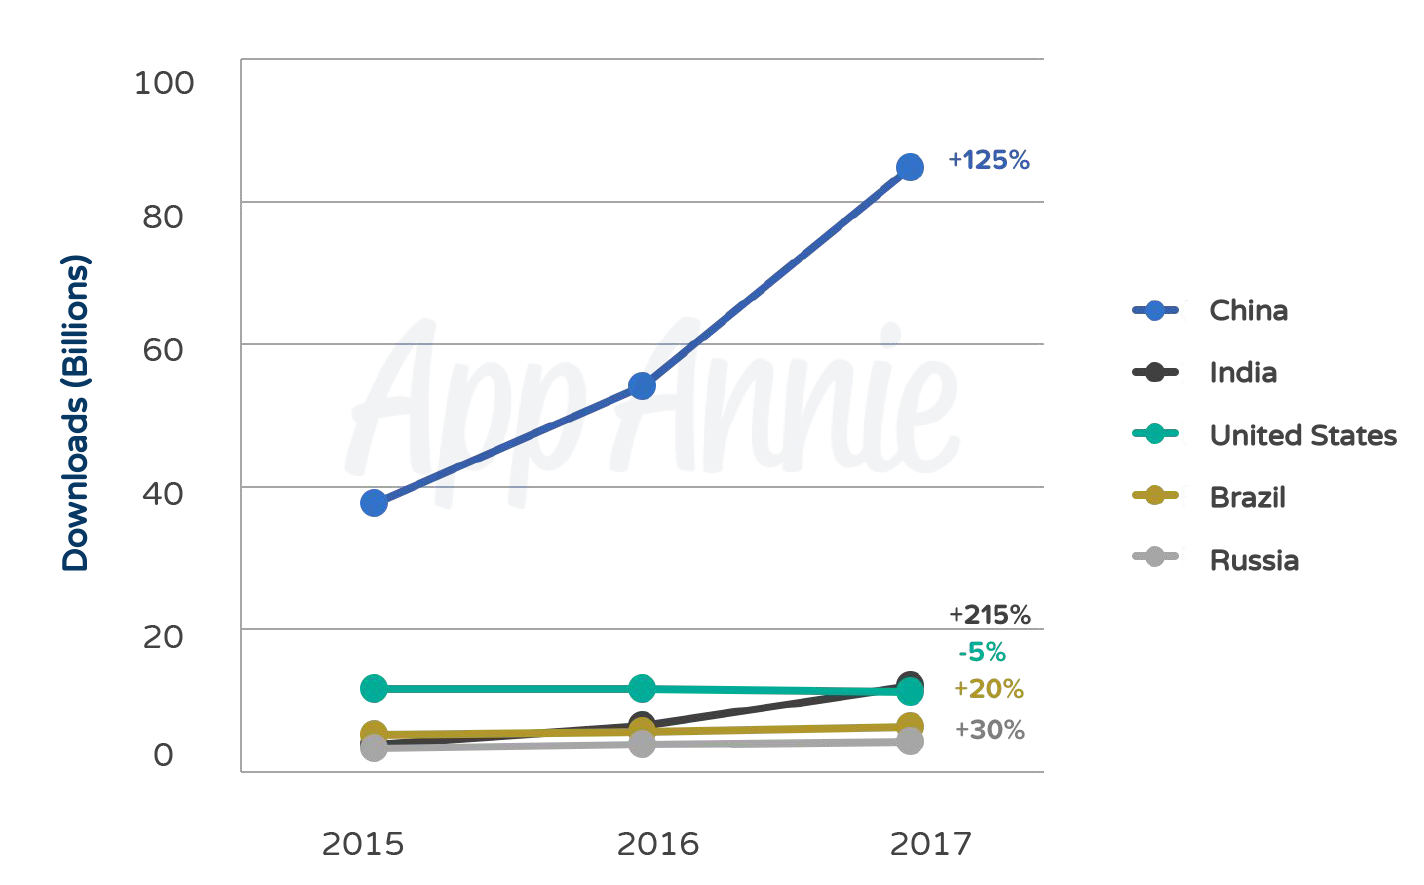 100
80
60
40
20
0
Downloads (Billions)
App Annie
+125%
+215%
-5%
+20%
+30%
2015
2016
2017
China
India
United States
Brazil
Russia